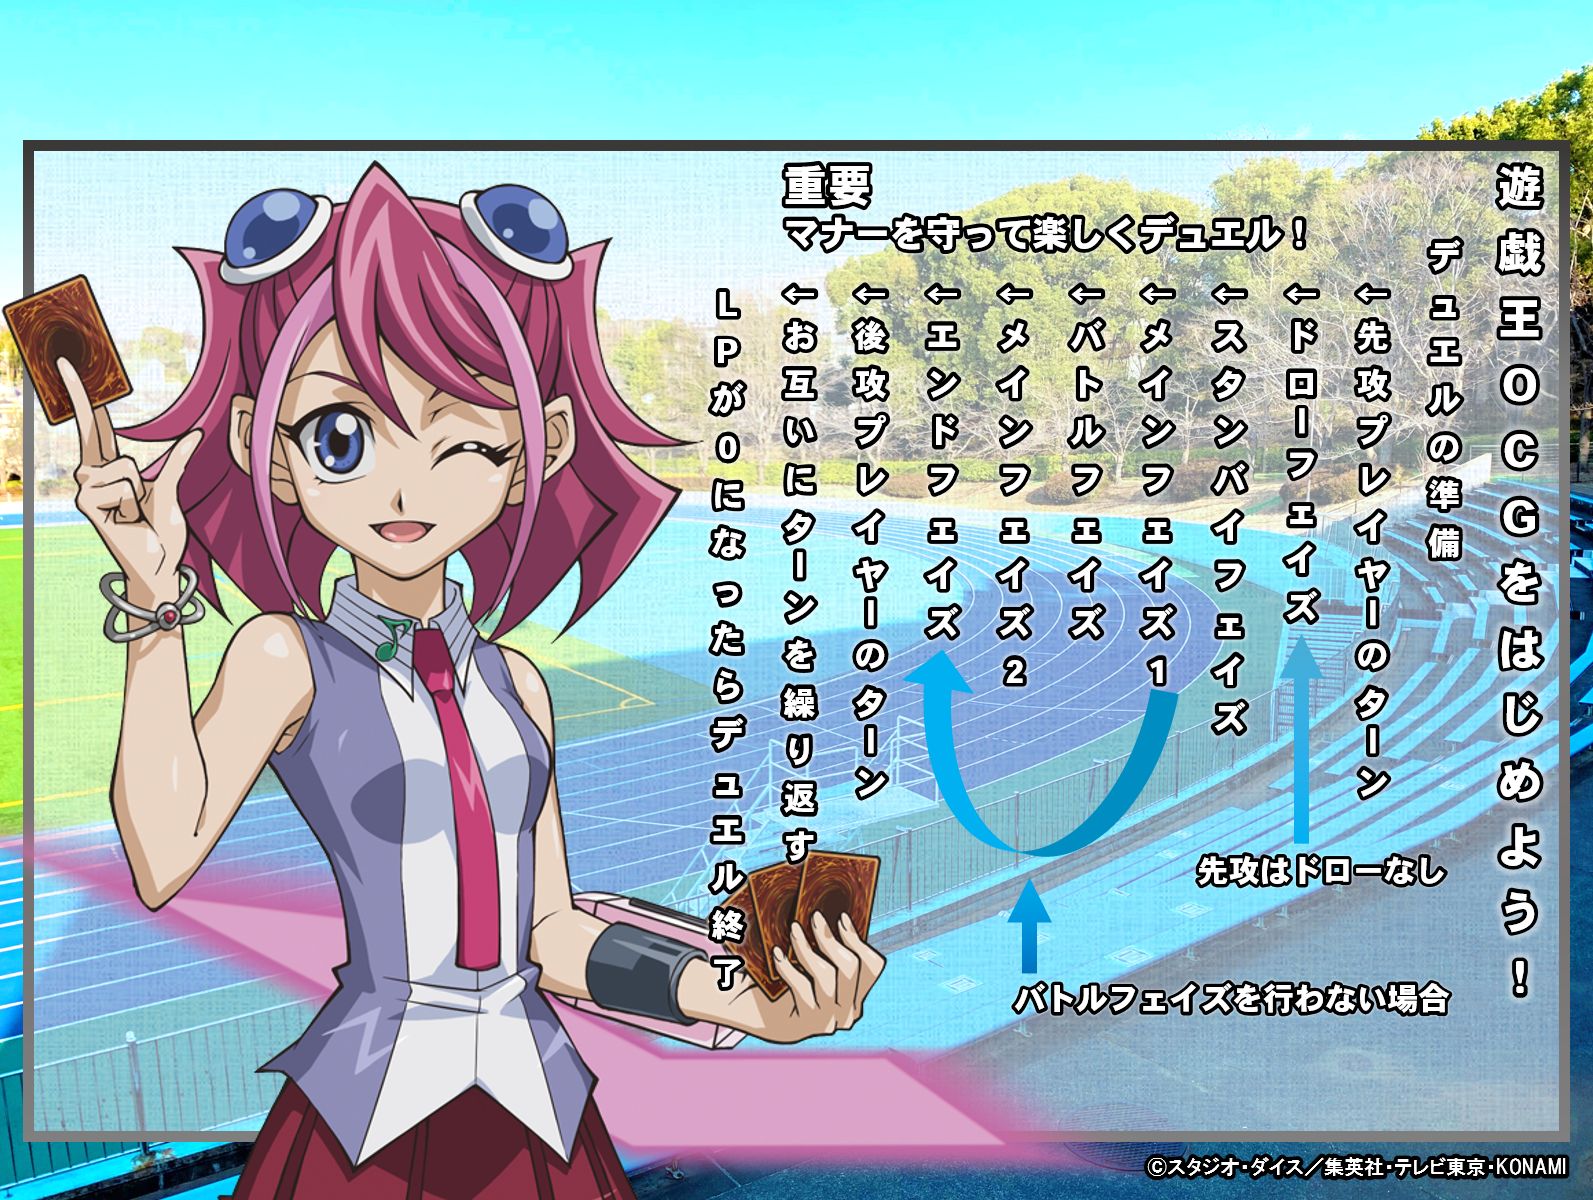 遊戯王OCGをはじめよう!
デュエルの準備
←先攻プレイヤーのターン
←ドローフェイズ
←スタンバイフェイズ
←メインフェイズ1
←バトルフェイズ
←メインフェイズ2
←エンドフェイズ
←後攻プレイヤーのターン
←お互いにターンを繰り返す
LPが0になったらデュエル終了
重要
マナーを守って楽しくデュエル!
先攻はドローなし
バトルフェイズを行わない場合
©スタジオ・ダイス/集英社・テレビ東京・KONAMI